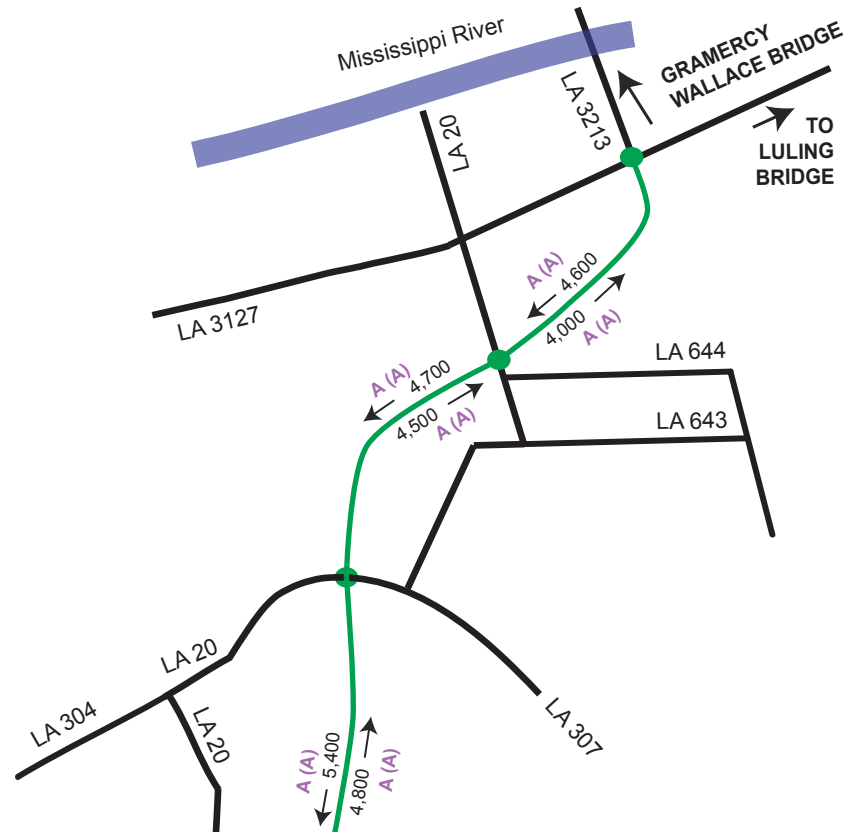 Mississippi River
GRAMERCY
WALLACE BRIDGE
LA 3213
LA 20
TO
LULING
BRIDGE
A (A)
4,600
4,000
A (A)
LA 3127
LA 644
A (A)
4,700
4,500
A (A)
LA 643
LA 20
LA 304
LA 20
LA 307
A (A)
5,400
4,800
A (A)